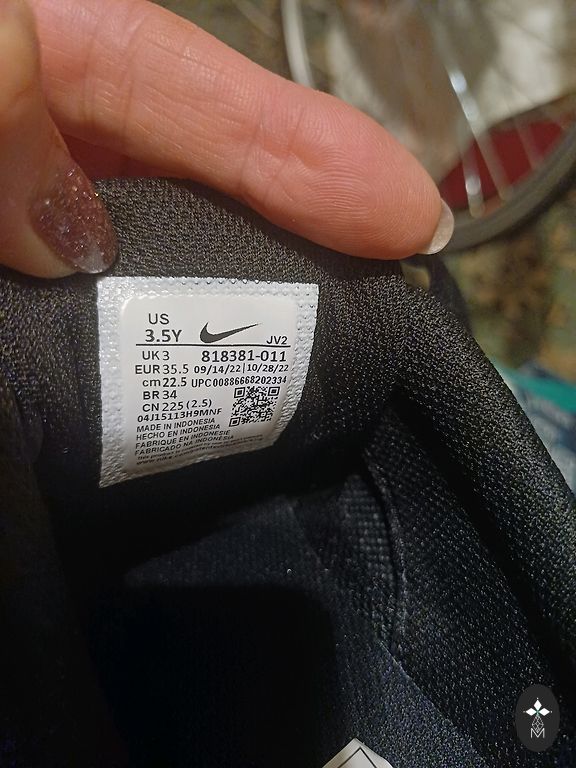 US
3.5Y
JV2
UK 3
818381-011
EUR 35.5
09/14/22 | 10/28/22
cm 22.5
UPC 00886668202334
BR 34
CN 225 (2.5)
04J15113H9MNF
MADE IN INDONESIA
HECHO EN INDONESIA
FABRIQUE EN INDONESIE
FABRICADO NA INDONESIA
M